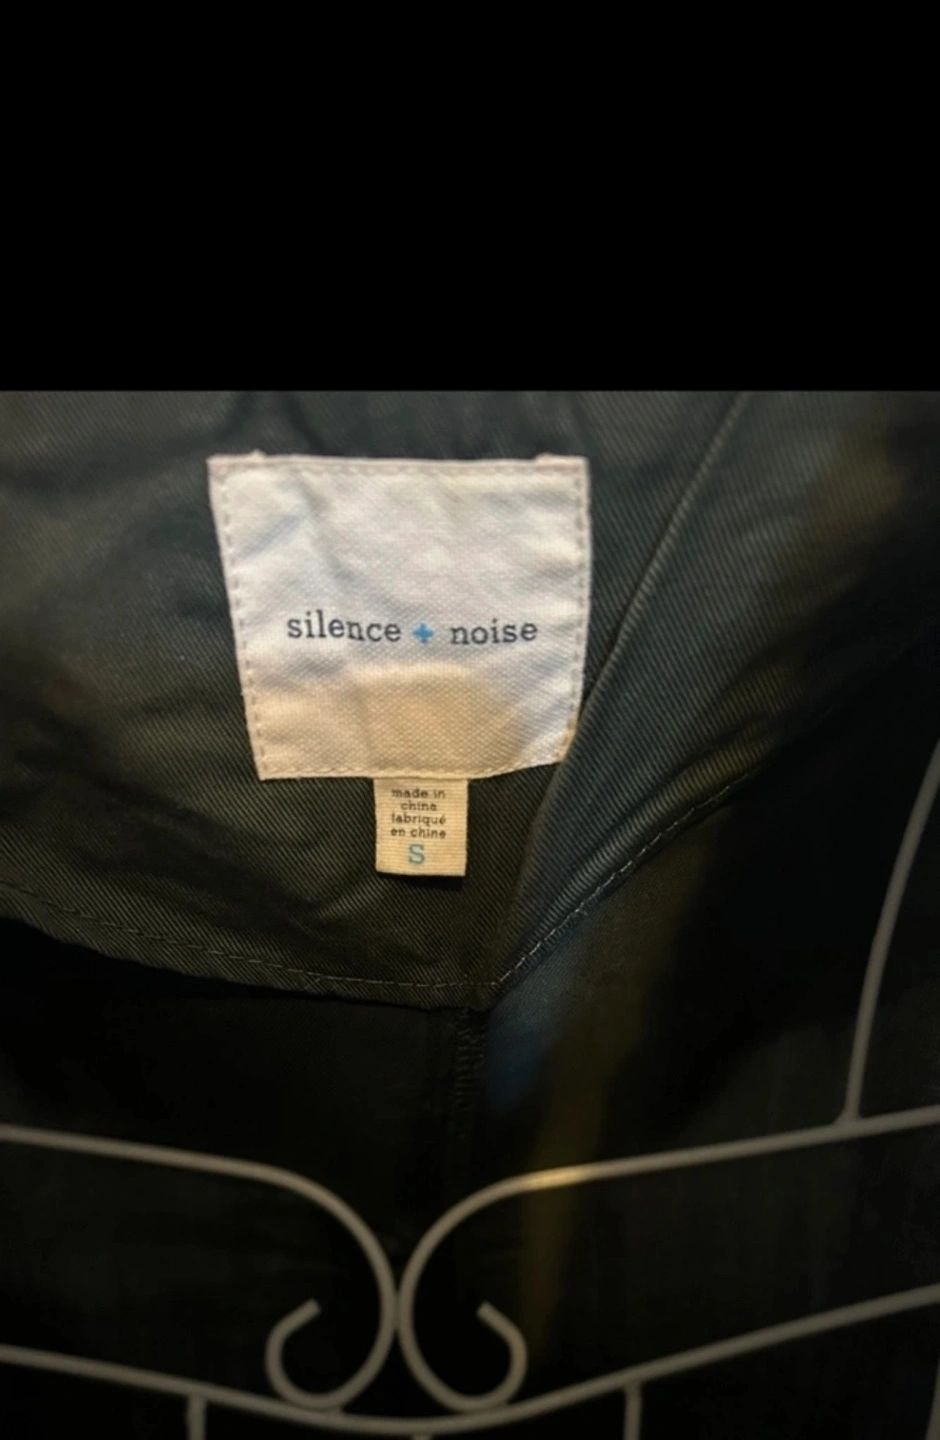 silence + noise
made in
china
fabriqué
en chine
S